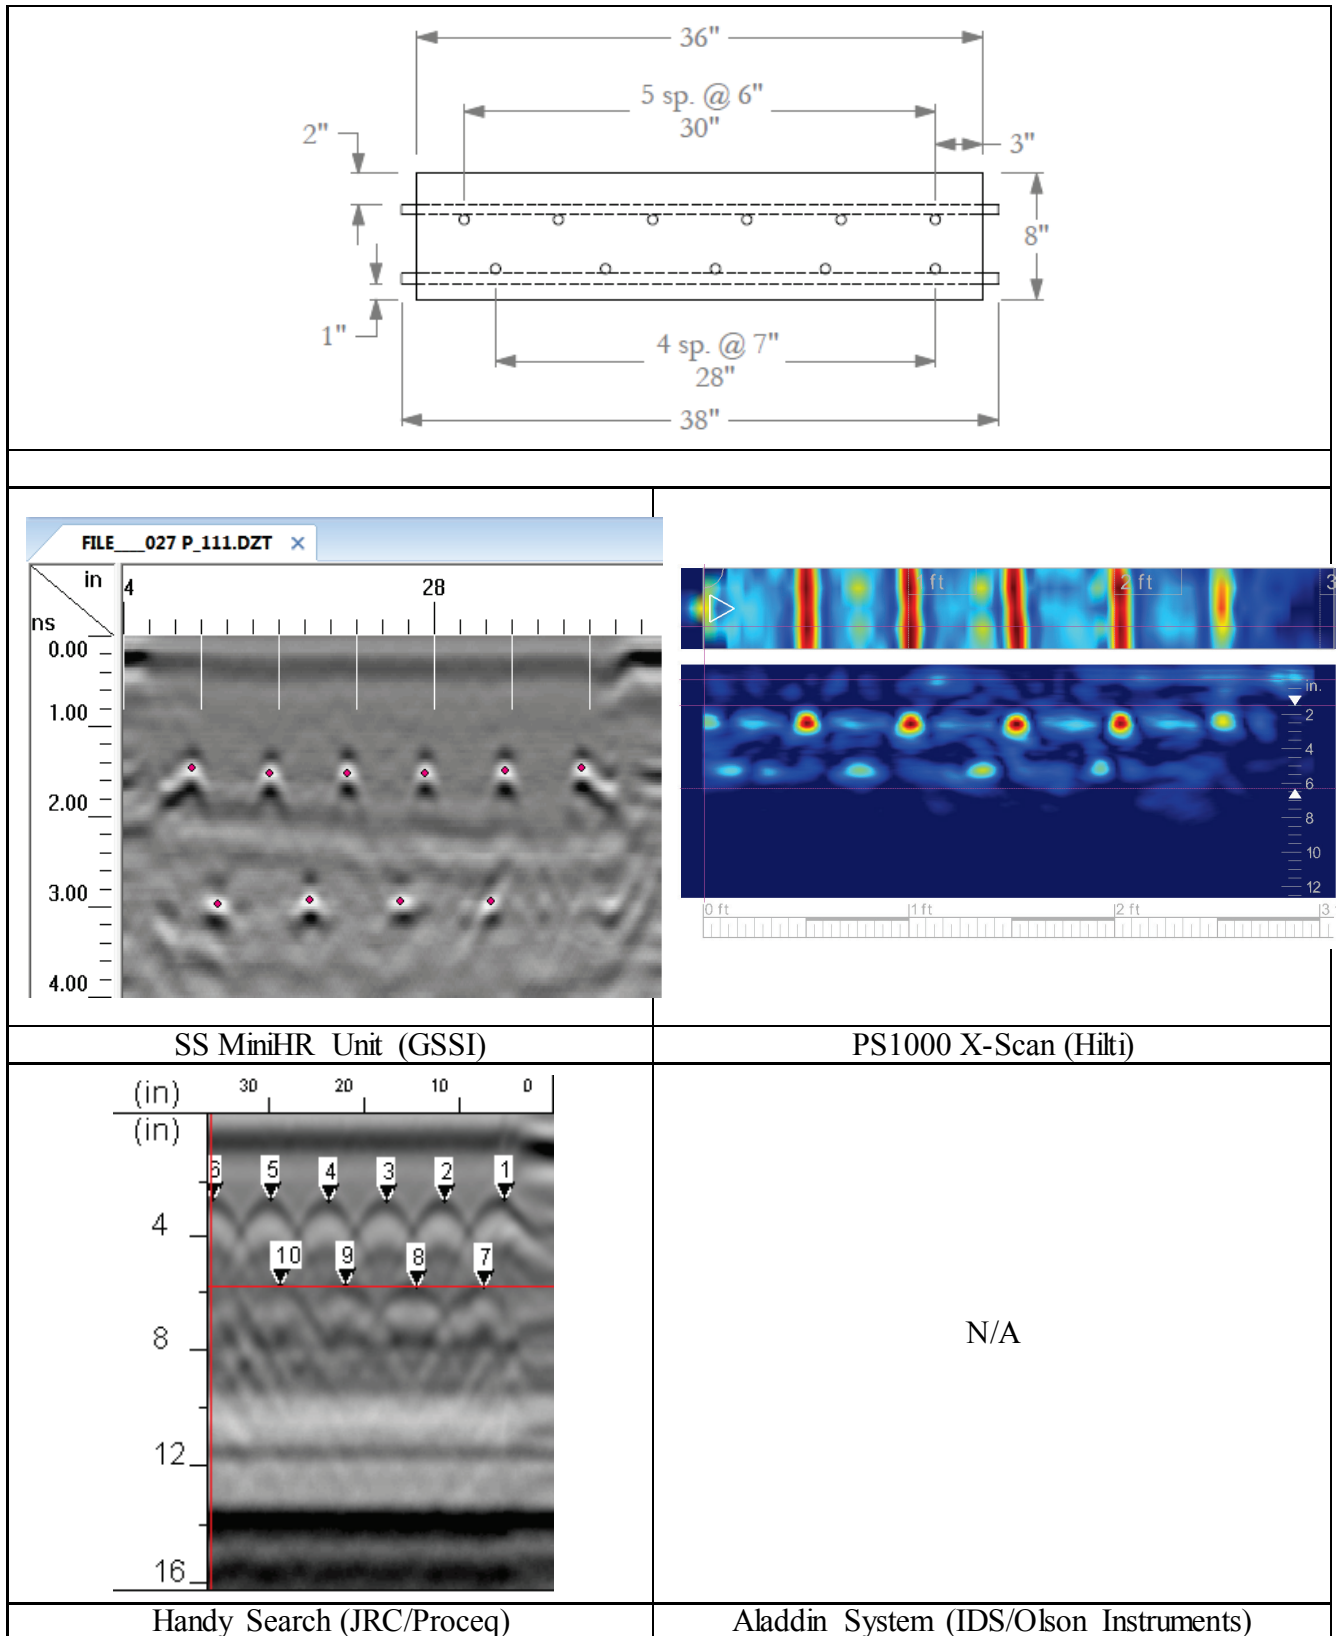 36"
5 sp. @ 6"
30"
2"
3"
8"
1"
4 sp. @ 7"
28"
38"
FILE___027 P_111.DZT ×
in
4
28
ns
0.00
1.00
2.00
3.00
4.00
1 ft
2 ft
3
in.
2
4
6
8
10
12
0 ft
1 ft
2 ft
3
SS MiniHR Unit (GSSI)
PS1000 X-Scan (Hilti)
(in)
30
20
10
0
(in)
6
5
4
3
2
1
4
10
9
8
7
8
12
16
N/A
Handy Search (JRC/Proceq)
Aladdin System (IDS/Olson Instruments)